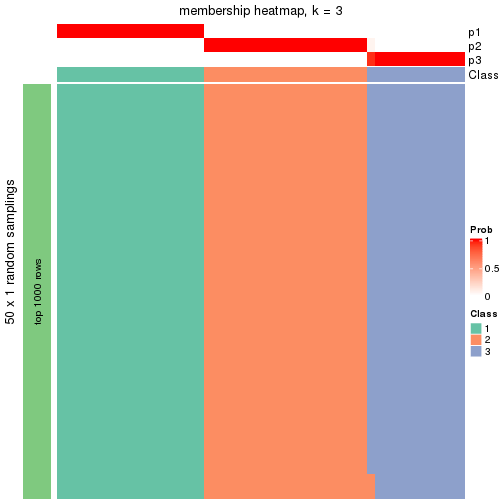 membership heatmap, k = 3
p1
p2
p3
Class
50 x 1 random samplings
top 1000 rows
Prob
1
0.5
0
Class
1
2
3